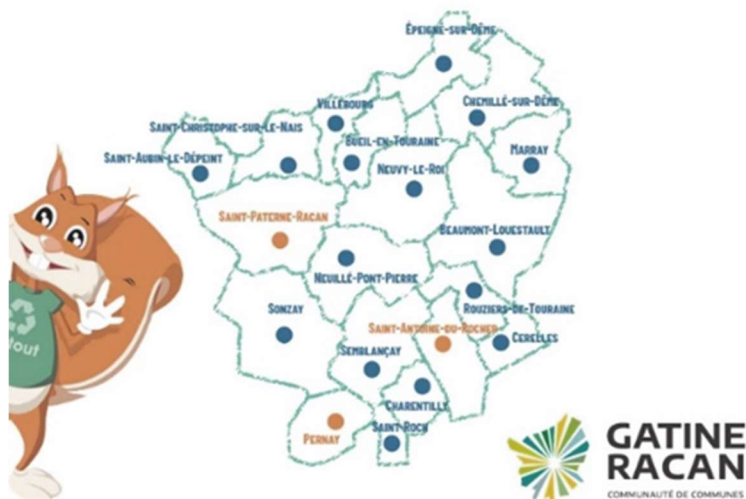 ÉPEIGNÉ-SUR-DÊME
VILLEBOURG
CHEMILLÉ-SUR-DÊME
SAINT-CHRISTOPHE-SUR-LE-NAIS
BUEIL-EN-TOURAINE
MARRAY
SAINT-AUBIN-LE-DÉPEINT
NEUVY-LE-ROI
SAINT-PATERNE-RACAN
BEAUMONT-LOUESTAULT
NEUILLÉ-PONT-PIERRE
SONZAY
ROUZIERS-DE-TOURAINE
SAINT-ANTOINE-DU-ROCHER
CERELLES
SEMBLANÇAY
tout
CHARENTILLY
SAINT-ROCH
PERNAY
GATINE
RACAN
COMMUNAUTÉ DE COMMUNES